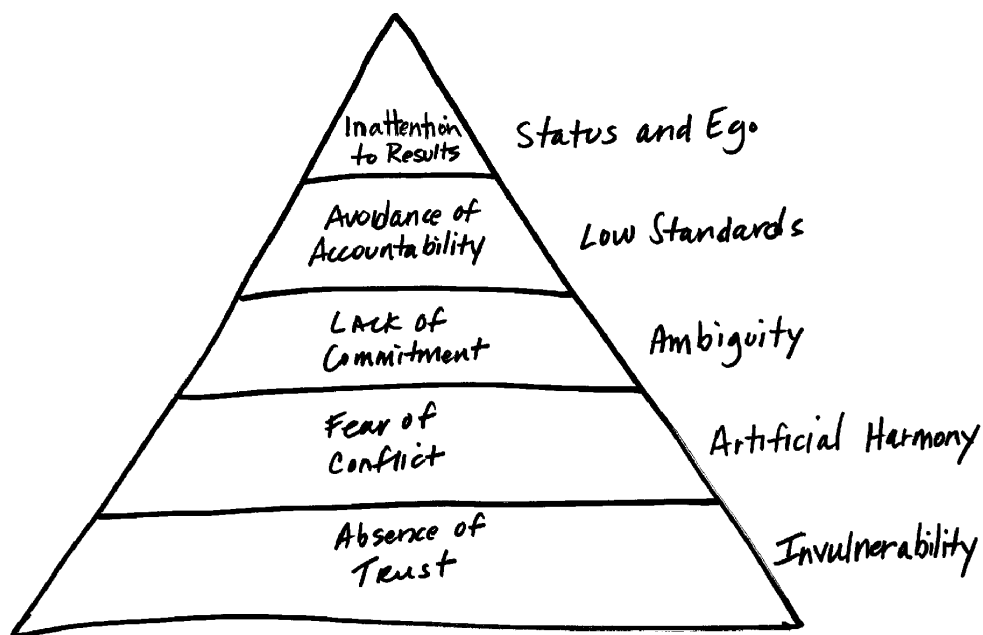 Inattention
to Results
Status and Ego
Avoidance of
Accountability
Low Standards
Lack of
Commitment
Ambiguity
Fear of
Conflict
Artificial Harmony
Absence of
Trust
Invulnerability